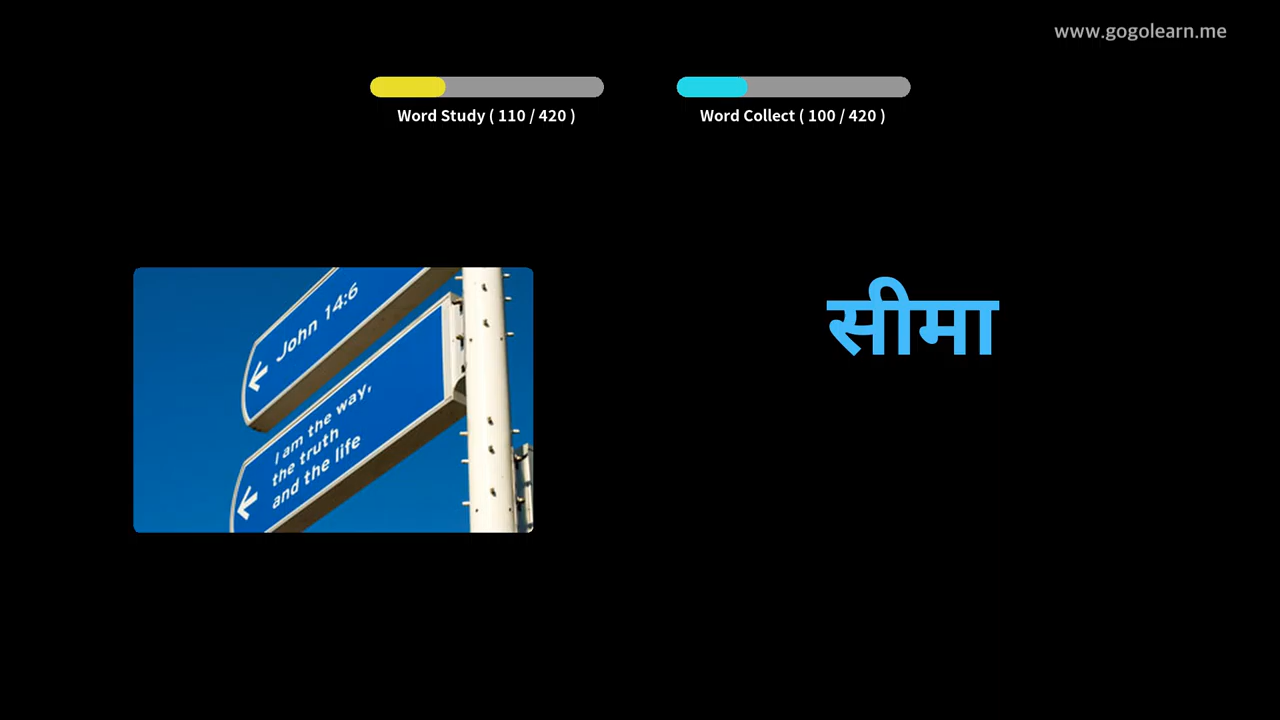 www.gogolearn.me
Word Study ( 110 / 420 )
Word Collect ( 100 / 420 )
John 14:6
I am the way,
the truth
and the life
सीमा